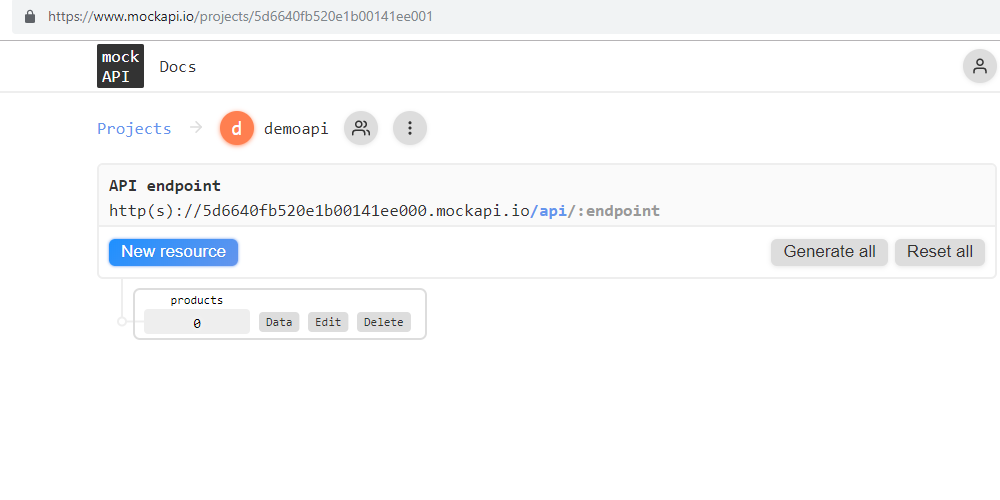 https://www.mockapi.io/projects/5d6640fb520e1b00141ee001
mock
API
Docs
Projects
d
demoapi
API endpoint
http(s)://5d6640fb520e1b00141ee000.mockapi.io/api/:endpoint
New resource
Generate all
Reset all
products
0
Data
Edit
Delete